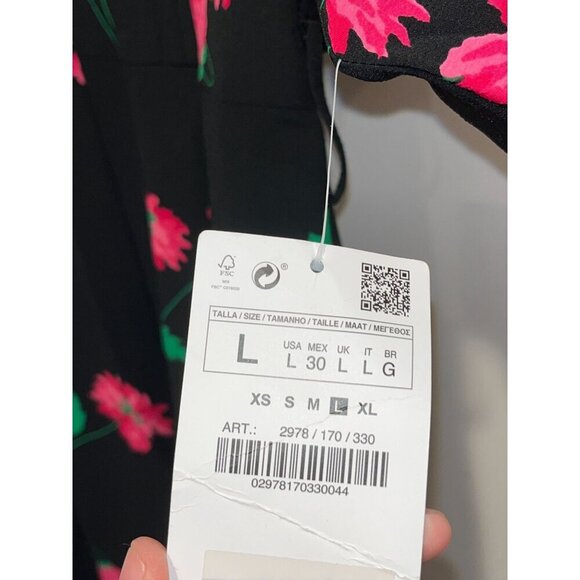 FSC
MIX
®
TALLA / SIZE / TAMANHO / TAILLE / MAAT / ΜΕΓΕΘΟΣ
L
USA MEX UK IT BR
L 30 L L G
XS S M L XL
ART.: 2978 / 170 / 330
02978170330044